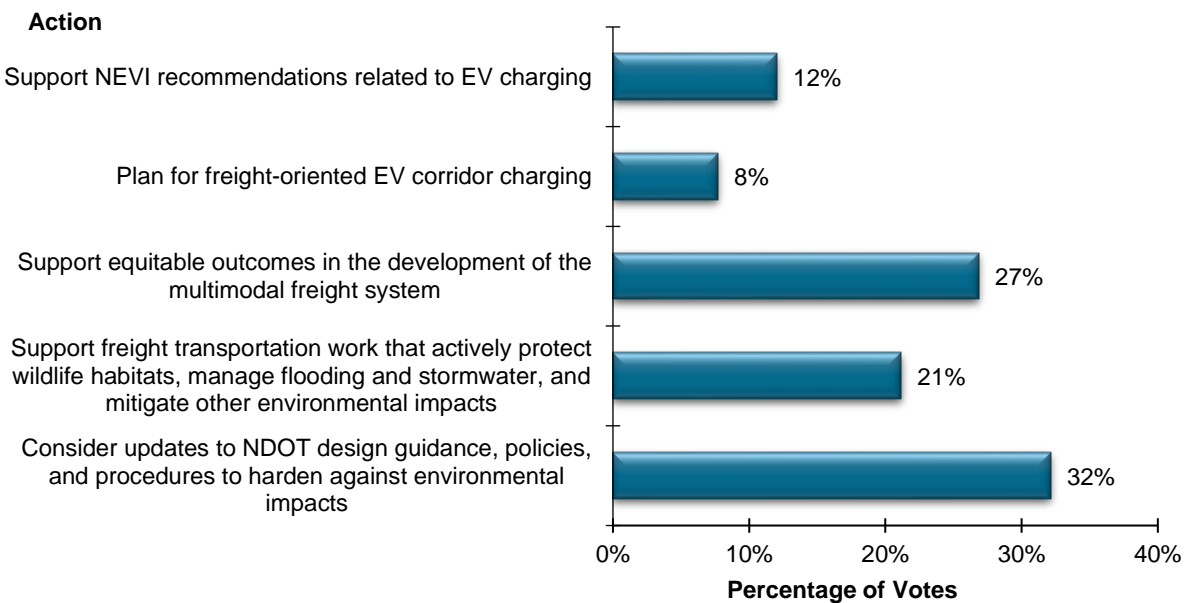 Action
Support NEVI recommendations related to EV charging
12%
Plan for freight-oriented EV corridor charging
8%
Support equitable outcomes in the development of the
multimodal freight system
27%
Support freight transportation work that actively protect
wildlife habitats, manage flooding and stormwater, and
mitigate other environmental impacts
21%
Consider updates to NDOT design guidance, policies,
and procedures to harden against environmental
impacts
32%
0% 10% 20% 30% 40%
Percentage of Votes